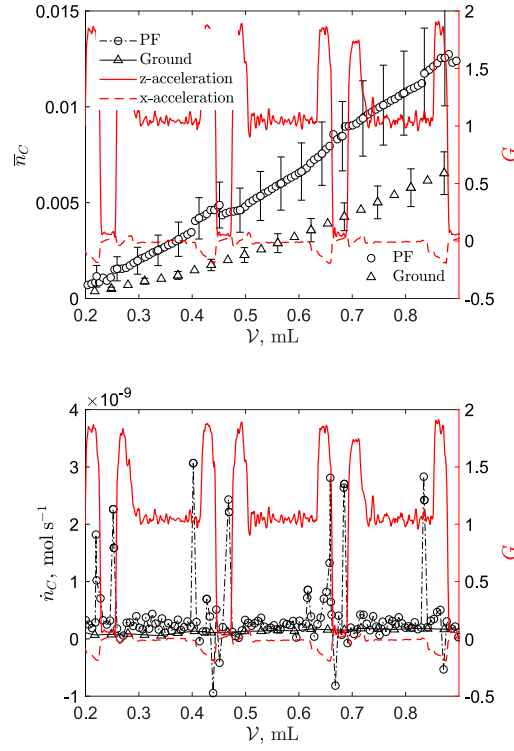 0.015
0.01
0.005
0
n̅_C
PF
Ground
z-acceleration
x-acceleration
2
1.5
1
0.5
0
-0.5
G
PF
Ground
0.2 0.3 0.4 0.5 0.6 0.7 0.8
𝒱, mL
×10⁻⁹
4
3
2
1
0
-1
ṅ_C, mol s⁻¹
PF
Ground
z-acceleration
x-acceleration
2
1.5
1
0.5
0
-0.5
G
0.2 0.3 0.4 0.5 0.6 0.7 0.8
𝒱, mL